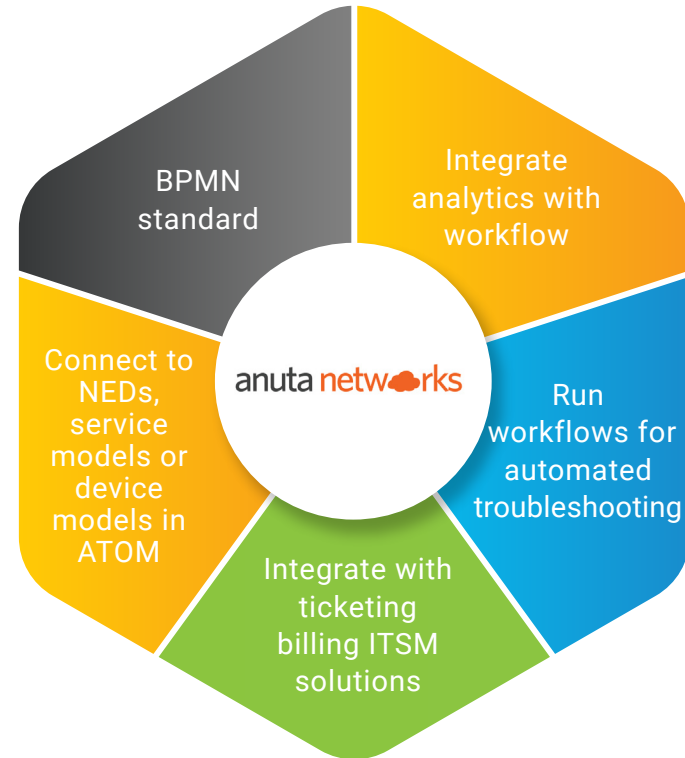 BPMN
standard
Integrate
analytics with
workflow
Connect to
NEDs,
service
models or
device
models in
ATOM
anuta networks
Run
workflows for
automated
troubleshooting
Integrate with
ticketing
billing ITSM
solutions